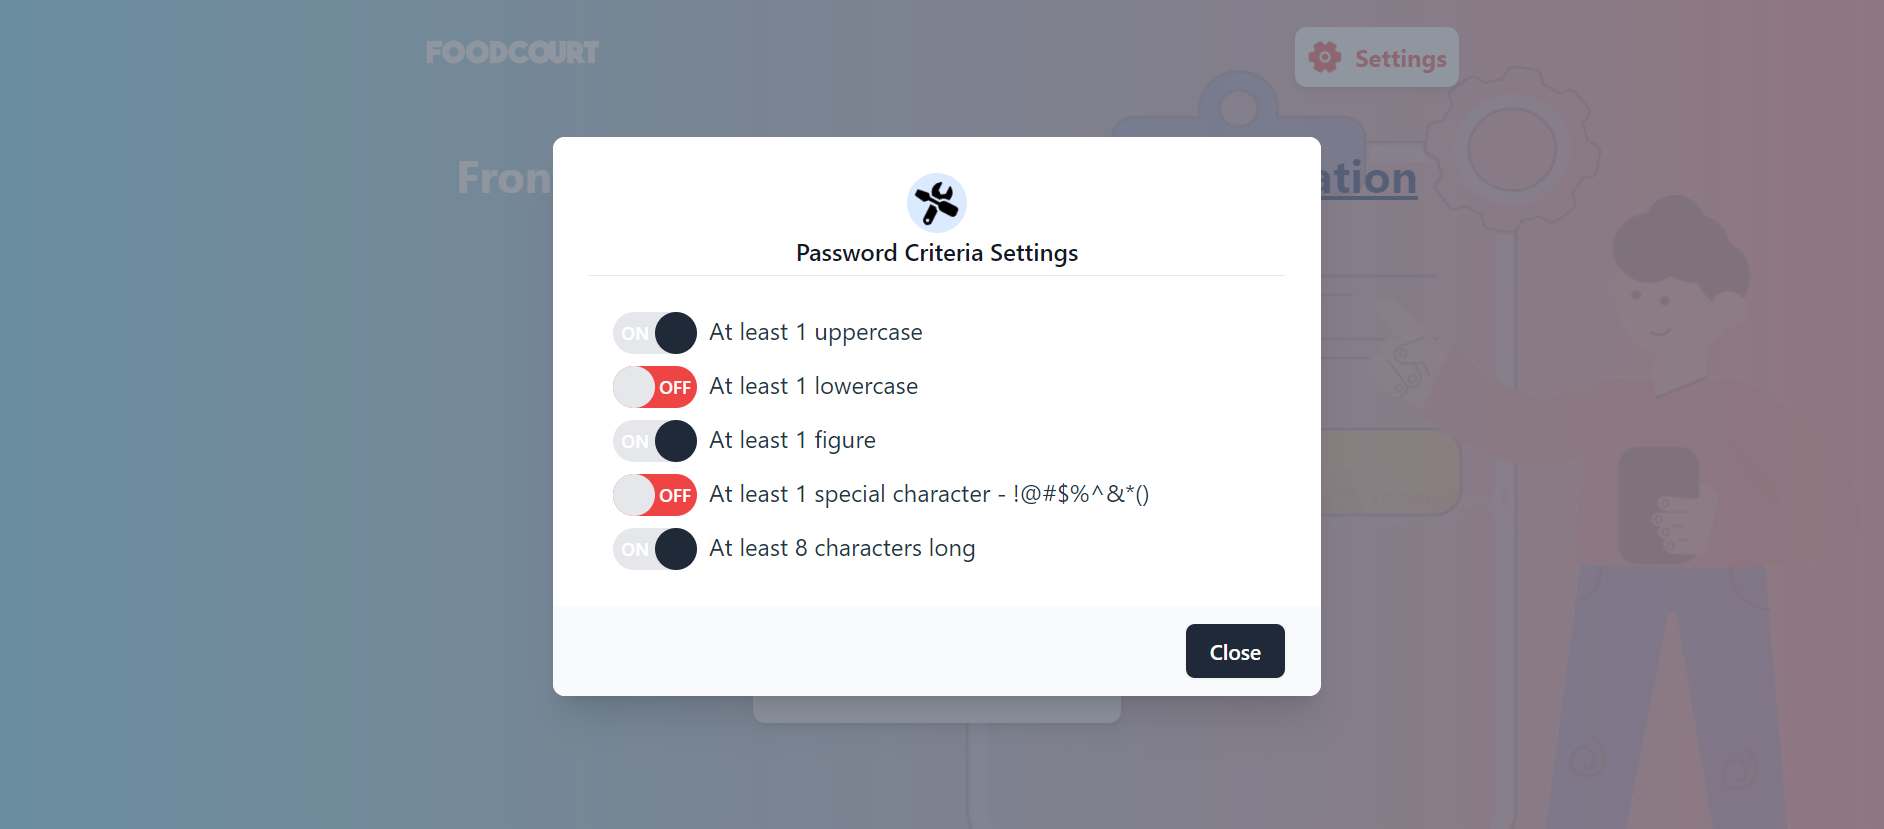 FOODCOURT
Settings
Fron
ation
Password Criteria Settings
ON At least 1 uppercase
OFF At least 1 lowercase
ON At least 1 figure
OFF At least 1 special character - !@#$%^&*()
ON At least 8 characters long
Close